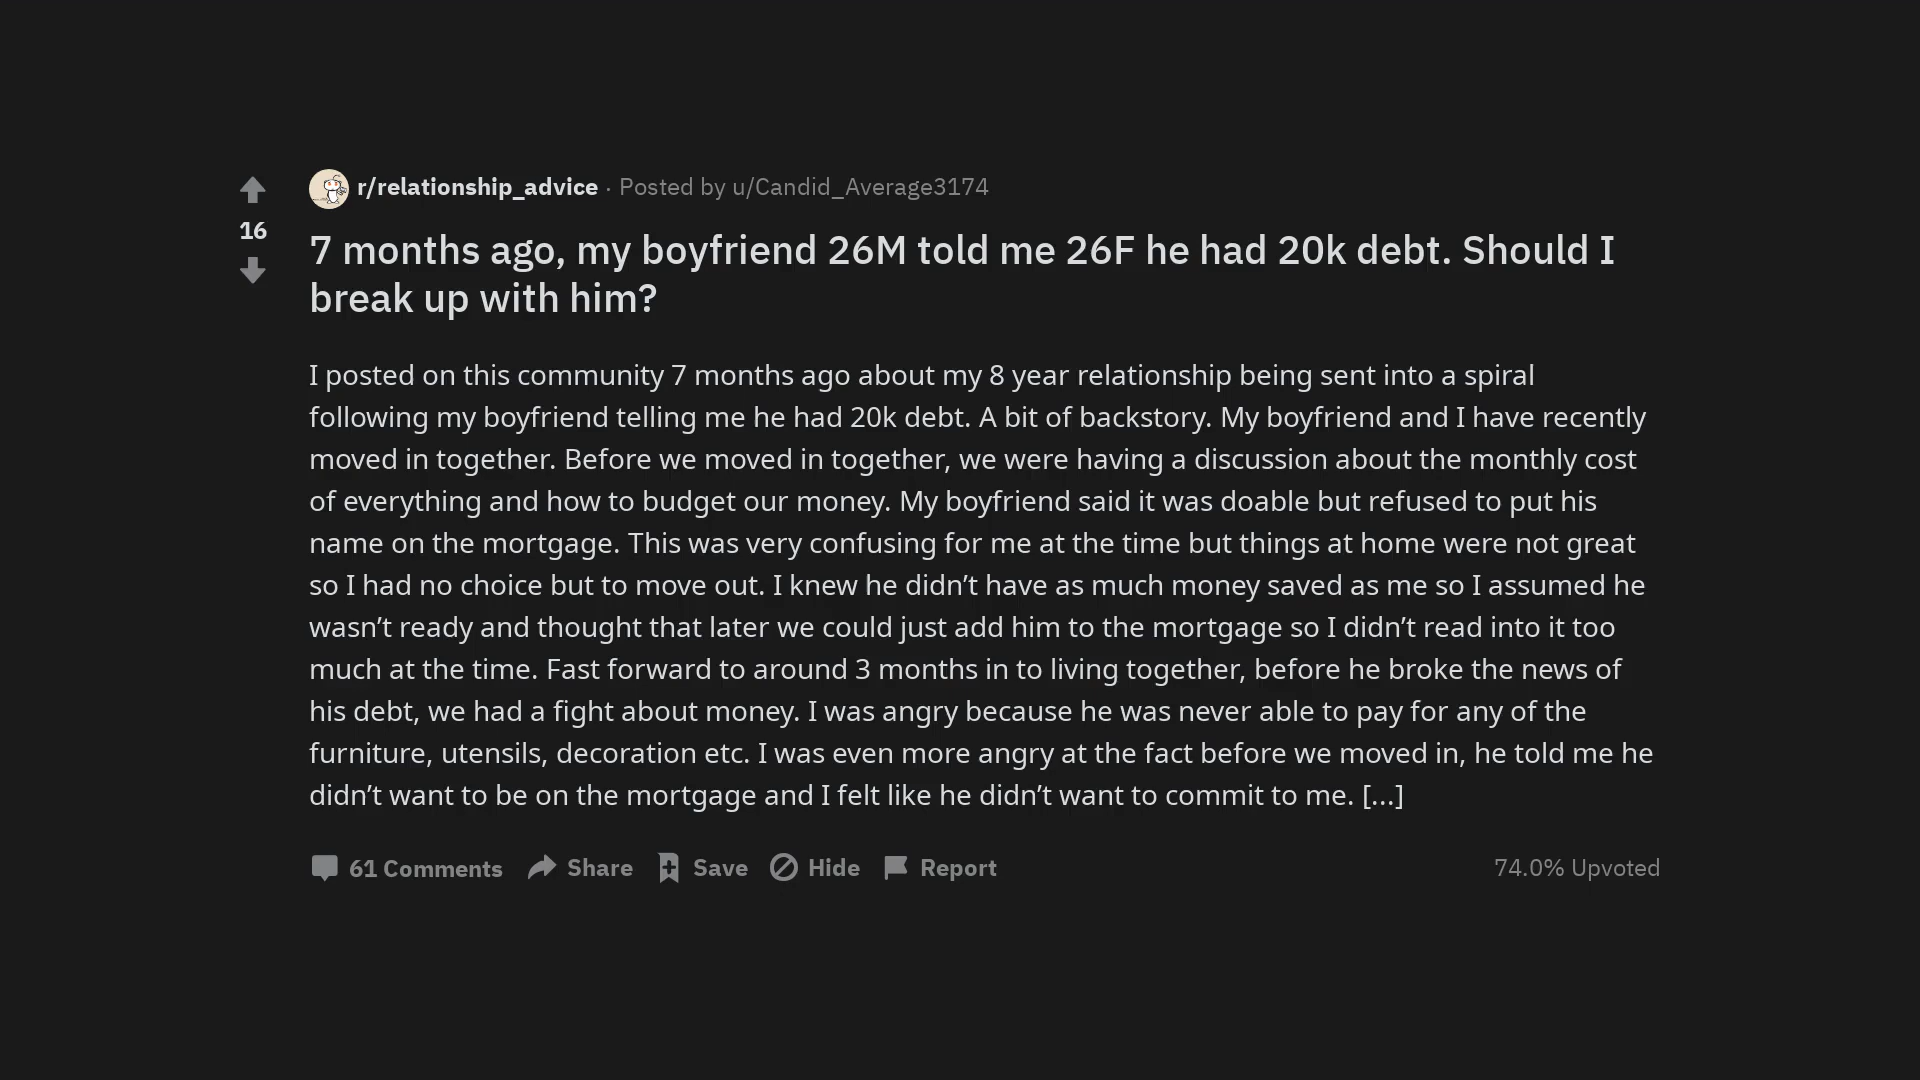 r/relationship_advice · Posted by u/Candid_Average3174
16
7 months ago, my boyfriend 26M told me 26F he had 20k debt. Should I
break up with him?
I posted on this community 7 months ago about my 8 year relationship being sent into a spiral
following my boyfriend telling me he had 20k debt. A bit of backstory. My boyfriend and I have recently
moved in together. Before we moved in together, we were having a discussion about the monthly cost
of everything and how to budget our money. My boyfriend said it was doable but refused to put his
name on the mortgage. This was very confusing for me at the time but things at home were not great
so I had no choice but to move out. I knew he didn’t have as much money saved as me so I assumed he
wasn’t ready and thought that later we could just add him to the mortgage so I didn’t read into it too
much at the time. Fast forward to around 3 months in to living together, before he broke the news of
his debt, we had a fight about money. I was angry because he was never able to pay for any of the
furniture, utensils, decoration etc. I was even more angry at the fact before we moved in, he told me he
didn’t want to be on the mortgage and I felt like he didn’t want to commit to me. [...]
61 Comments Share Save Hide Report 74.0% Upvoted